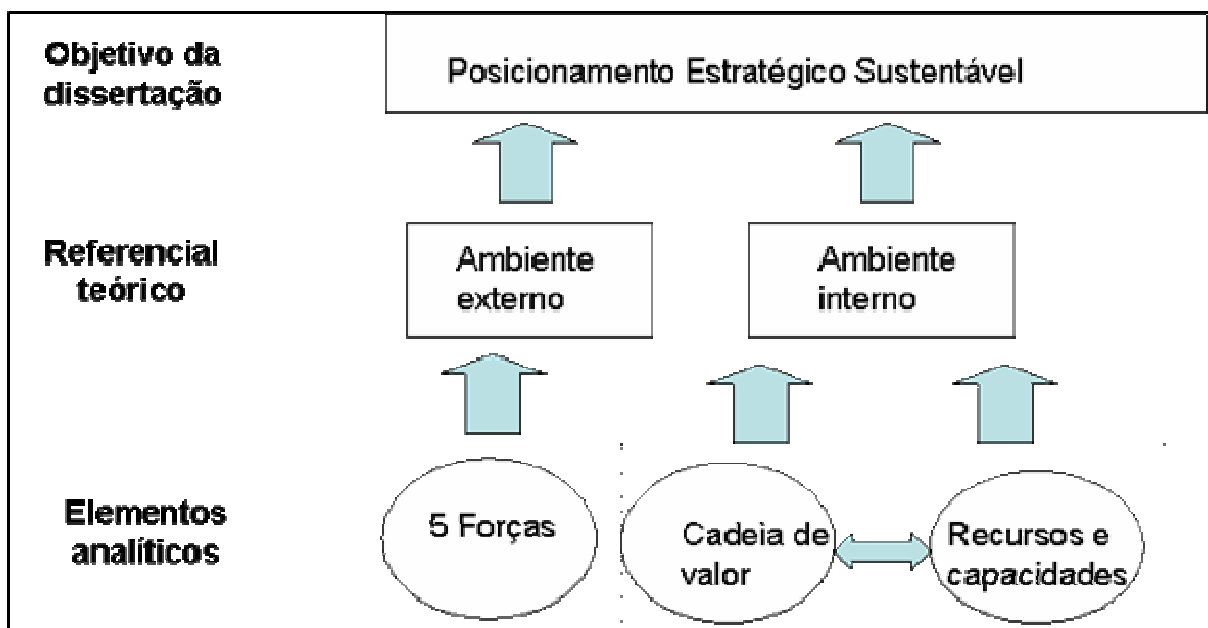 Objetivo da
dissertação
Posicionamento Estratégico Sustentável
Referencial
teórico
Ambiente
externo
Ambiente
interno
Elementos
analíticos
5 Forças
Cadeia de
valor
Recursos e
capacidades